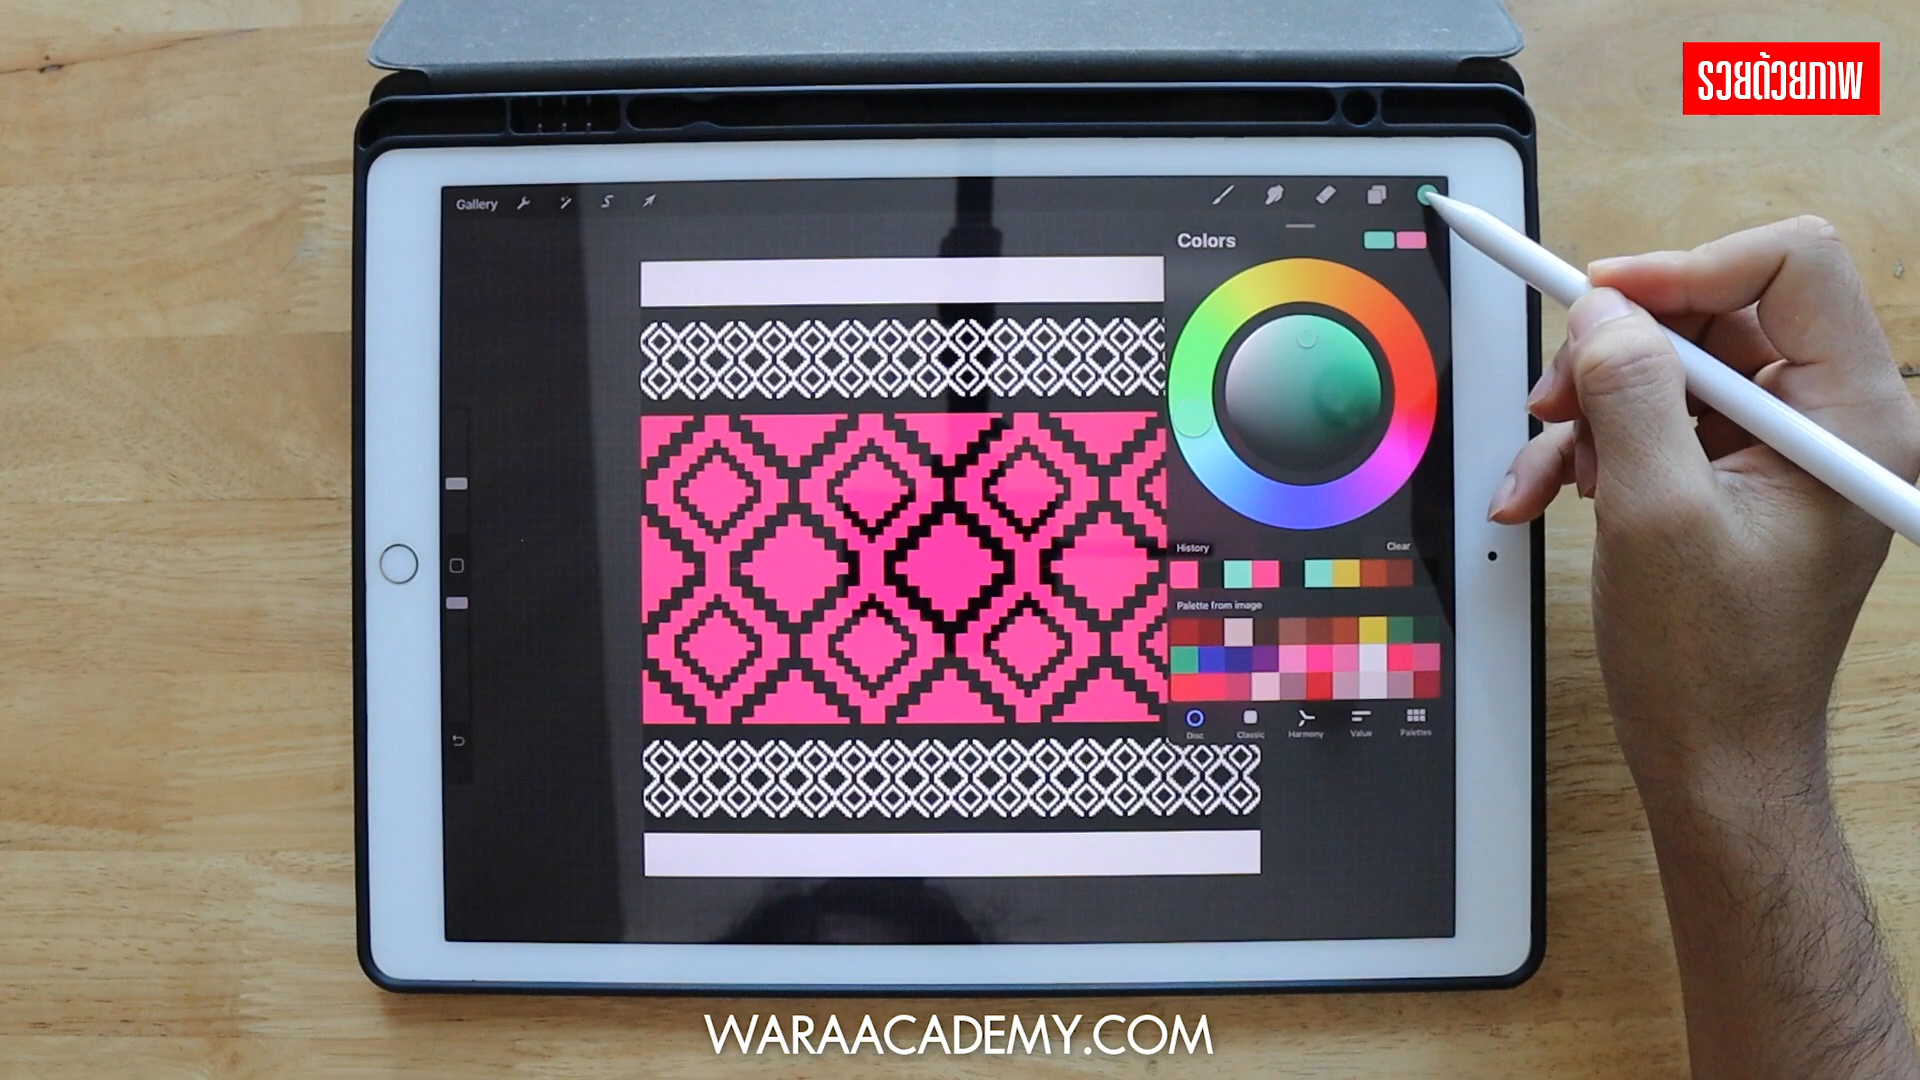 รวยด้วยภาพ
Gallery
Colors
History
Clear
Palette from image
Disc
Classic
Harmony
Value
Palettes
WARAACADEMY.COM